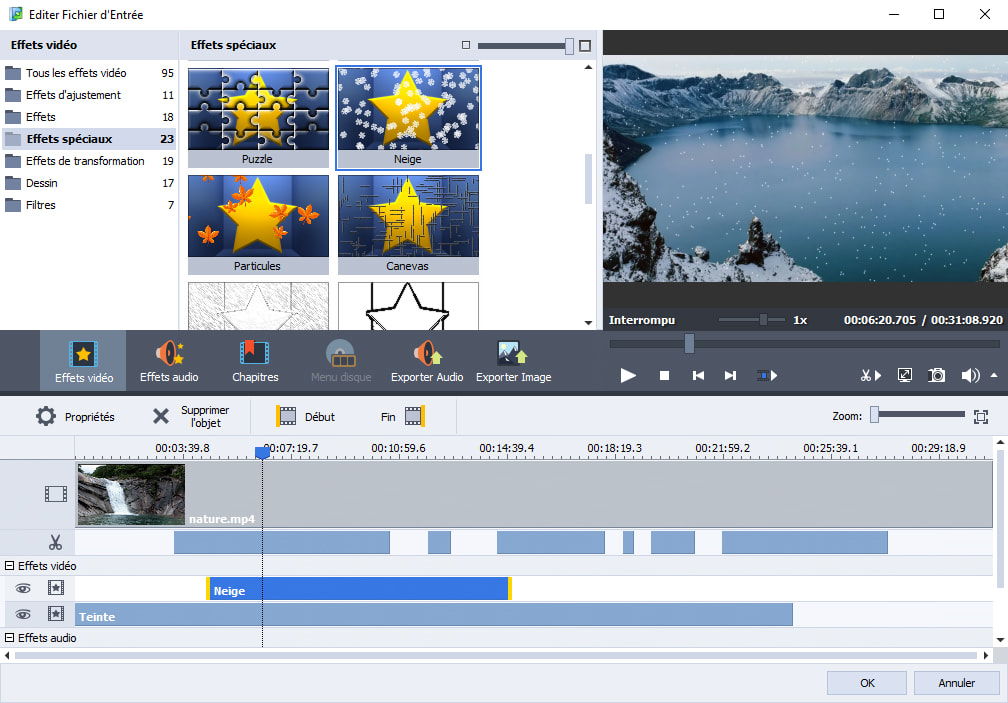 Editer Fichier d'Entrée
Effets vidéo
Effets spéciaux
Tous les effets vidéo 95
Effets d'ajustement 11
Effets 18
Effets spéciaux 23
Effets de transformation 19
Dessin 17
Filtres 7
Puzzle
Neige
Particules
Canevas
Interrompu
1x
00:06:20.705 / 00:31:08.920
Effets vidéo
Effets audio
Chapitres
Menu disque
Exporter Audio
Exporter Image
Propriétés
Supprimer
l'objet
Début
Fin
Zoom:
00:03:39.8
00:07:19.7
00:10:59.6
00:14:39.4
00:18:19.3
00:21:59.2
00:25:39.1
00:29:18.9
nature.mp4
Effets vidéo
Neige
Teinte
Effets audio
OK
Annuler